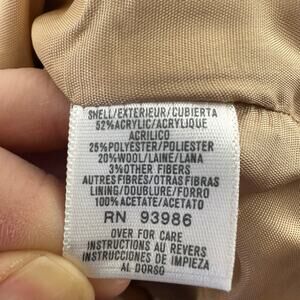 SHELL/EXTERIEUR/CUBIERTA
52%ACRYLIC/ACRYLIQUE
ACRILICO
25%POLYESTER/POLIESTER
20%WOOL/LAINE/LANA
3%OTHER FIBERS
AUTRES FIBRES/OTRAS FIBRAS
LINING/DOUBLURE/FORRO
100%ACETATE/ACETATO
RN 93986
OVER FOR CARE
INSTRUCTIONS AU REVERS
INSTRUCCIONES DE LIMPIEZA
AL DORSO